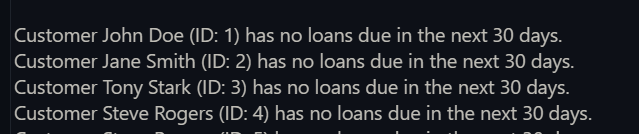 Customer John Doe (ID: 1) has no loans due in the next 30 days.
Customer Jane Smith (ID: 2) has no loans due in the next 30 days.
Customer Tony Stark (ID: 3) has no loans due in the next 30 days.
Customer Steve Rogers (ID: 4) has no loans due in the next 30 days.